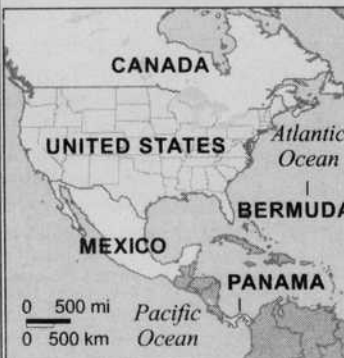 CANADA
UNITED STATES
Atlantic
Ocean
BERMUDA
MEXICO
PANAMA
0 500 mi
0 500 km
Pacific
Ocean